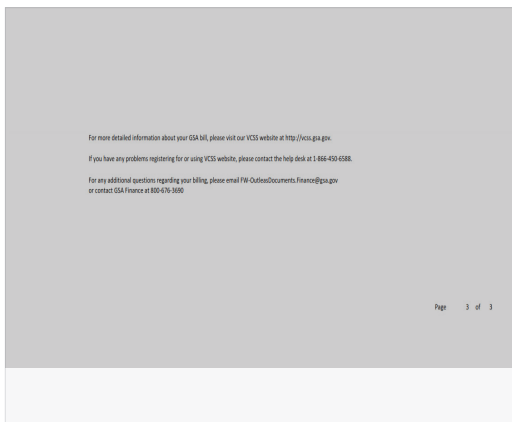 For more detailed information about your GSA bill, please visit our VCSS website at http://vcss.gsa.gov.
If you have any problems registering for or using VCSS website, please contact the help desk at 1-866-450-6588.
For any additional questions regarding your billing, please email FW-OutleasDocuments.Finance@gsa.gov
or contact GSA Finance at 800-676-3690
Page 3 of 3